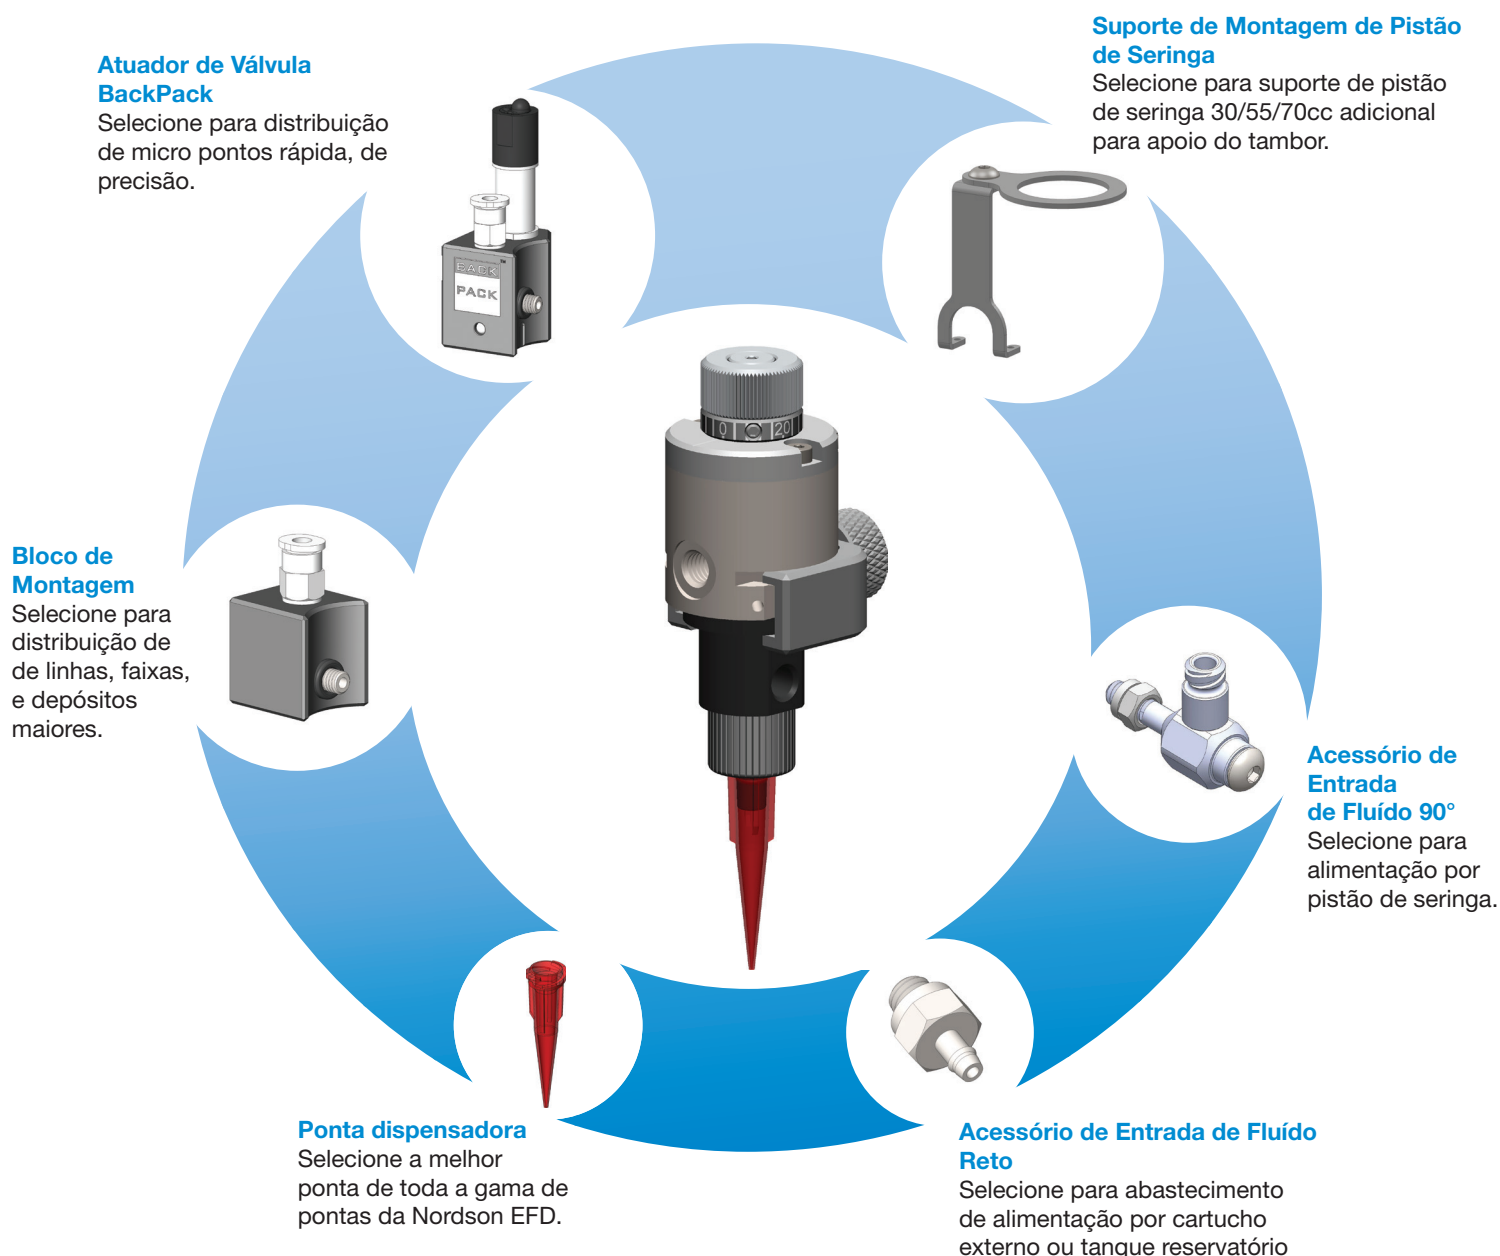 Atuador de Válvula
BackPack
Selecione para distribuição
de micro pontos rápida, de
precisão.
Suporte de Montagem de Pistão
de Seringa
Selecione para suporte de pistão
de seringa 30/55/70cc adicional
para apoio do tambor.
BACK
PACK
0 20
Bloco de
Montagem
Selecione para
distribuição de
de linhas, faixas,
e depósitos
maiores.
Acessório de
Entrada
de Fluído 90°
Selecione para
alimentação por
pistão de seringa.
Ponta dispensadora
Selecione a melhor
ponta de toda a gama de
pontas da Nordson EFD.
Acessório de Entrada de Fluído
Reto
Selecione para abastecimento
de alimentação por cartucho
externo ou tanque reservatório